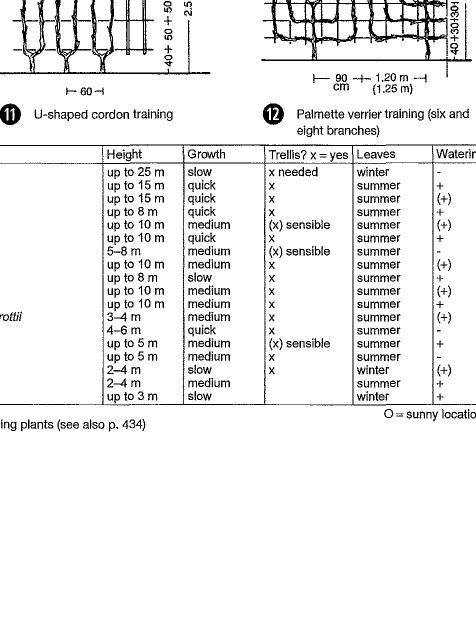 40+ 50 + 50
2.5
40+30+30+
60
90
cm
1,20 m
(1.25 m)
11 U-shaped cordon training
12 Palmette verrier training (six and
eight branches)
Height Growth Trellis? x = yes Leaves Waterin
up to 25 m slow x needed winter -
up to 15 m quick x summer +
up to 15 m quick x summer (+)
up to 8 m quick x summer +
up to 10 m medium (x) sensible summer (+)
up to 10 m quick x summer +
5–8 m medium (x) sensible summer -
up to 10 m medium x summer (+)
up to 8 m slow x summer +
up to 10 m medium x summer (+)
up to 10 m medium x summer +
rottil 3–4 m medium x summer (+)
4–6 m quick x summer -
up to 5 m medium (x) sensible summer +
up to 5 m medium x summer -
2–4 m slow x winter (+)
2–4 m medium summer +
up to 3 m slow winter +
O = sunny locatio
ing plants (see also p. 434)